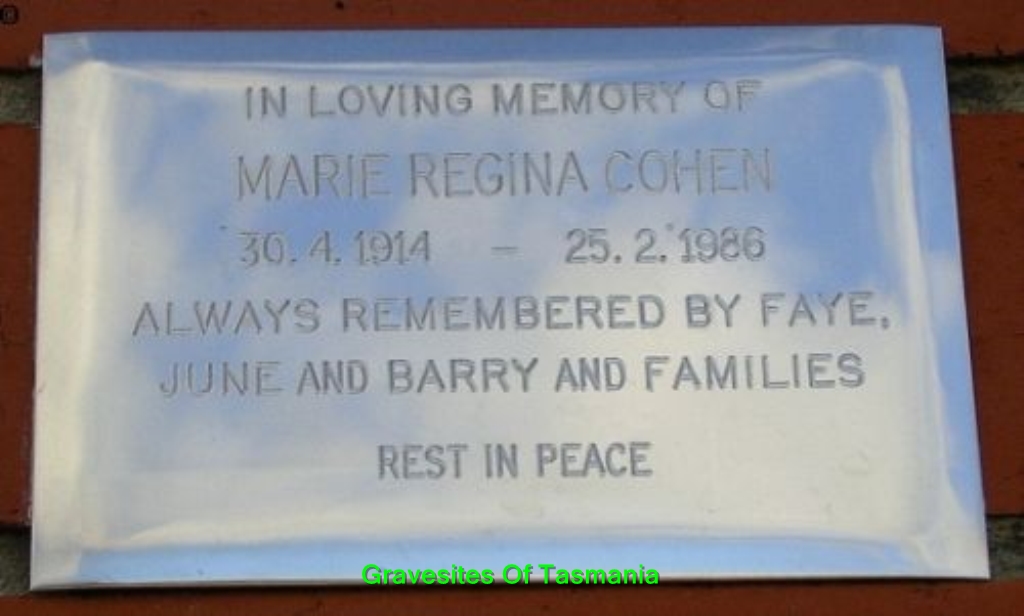 IN LOVING MEMORY OF
MARIE REGINA COHEN
30.4.1914 - 25.2.1986
ALWAYS REMEMBERED BY FAYE,
JUNE AND BARRY AND FAMILIES
REST IN PEACE
Gravesites Of Tasmania